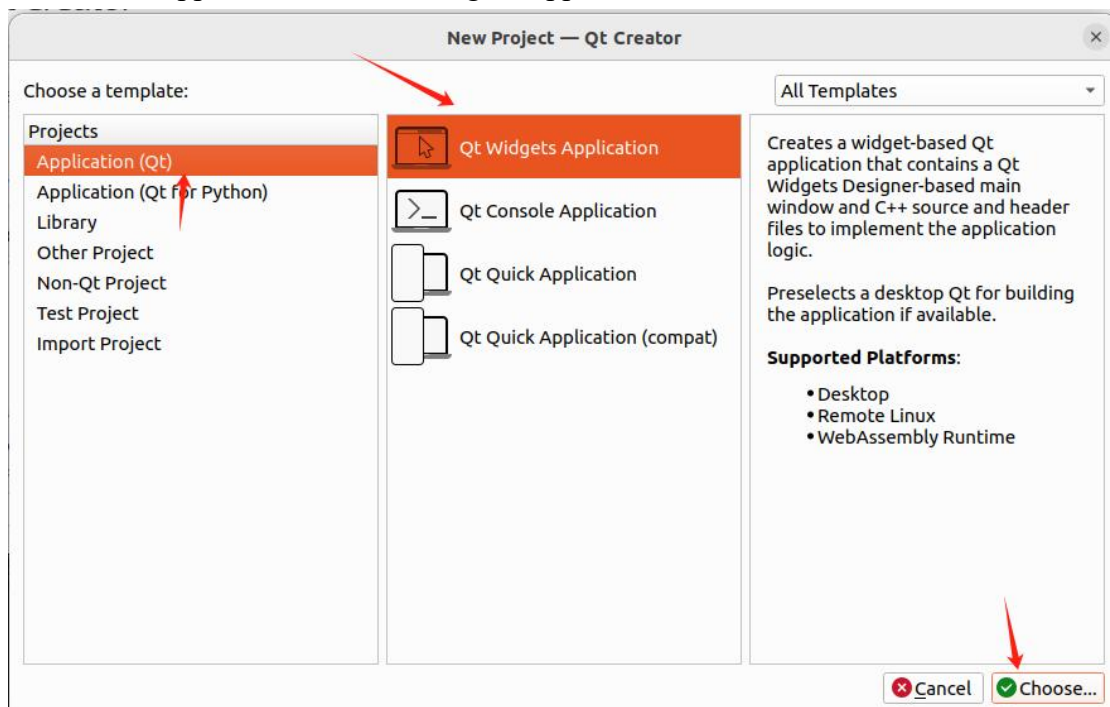 New Project — Qt Creator
Choose a template:
All Templates
Projects
Application (Qt)
Application (Qt for Python)
Library
Other Project
Non-Qt Project
Test Project
Import Project
Qt Widgets Application
Qt Console Application
Qt Quick Application
Qt Quick Application (compat)
Creates a widget-based Qt
application that contains a Qt
Widgets Designer-based main
window and C++ source and header
files to implement the application
logic.
Preselects a desktop Qt for building
the application if available.
Supported Platforms:
• Desktop
• Remote Linux
• WebAssembly Runtime
Cancel
Choose...